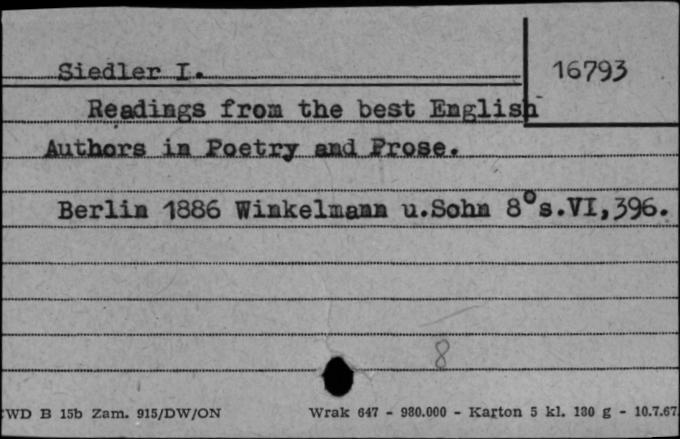 Siedler I.
16793
Readings from the best English
Authors in Poetry and Prose.
Berlin 1886 Winkelmann u.Sohn 8°s.VI,396.
8
WD B 15b Zam. 915/DW/ON Wrak 647 - 980.000 - Karton 5 kl. 180 g - 10.7.67.